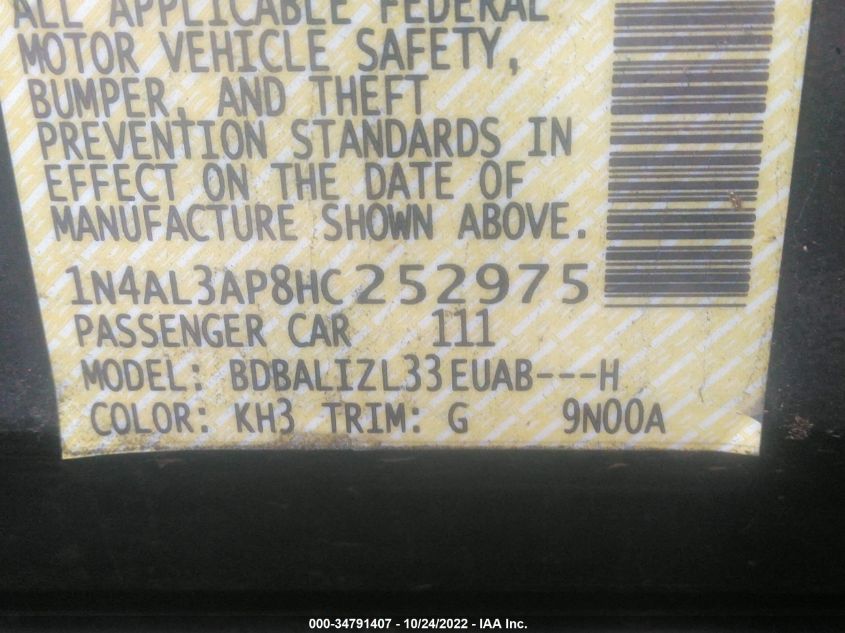 ALL APPLICABLE FEDERAL
MOTOR VEHICLE SAFETY,
BUMPER, AND THEFT
PREVENTION STANDARDS IN
EFFECT ON THE DATE OF
MANUFACTURE SHOWN ABOVE.
1N4AL3AP8HC252975
PASSENGER CAR 111
MODEL: BDBALIZL33EUAB---H
COLOR: KH3 TRIM: G 9N00A
000-34791407 - 10/24/2022 - IAA Inc.